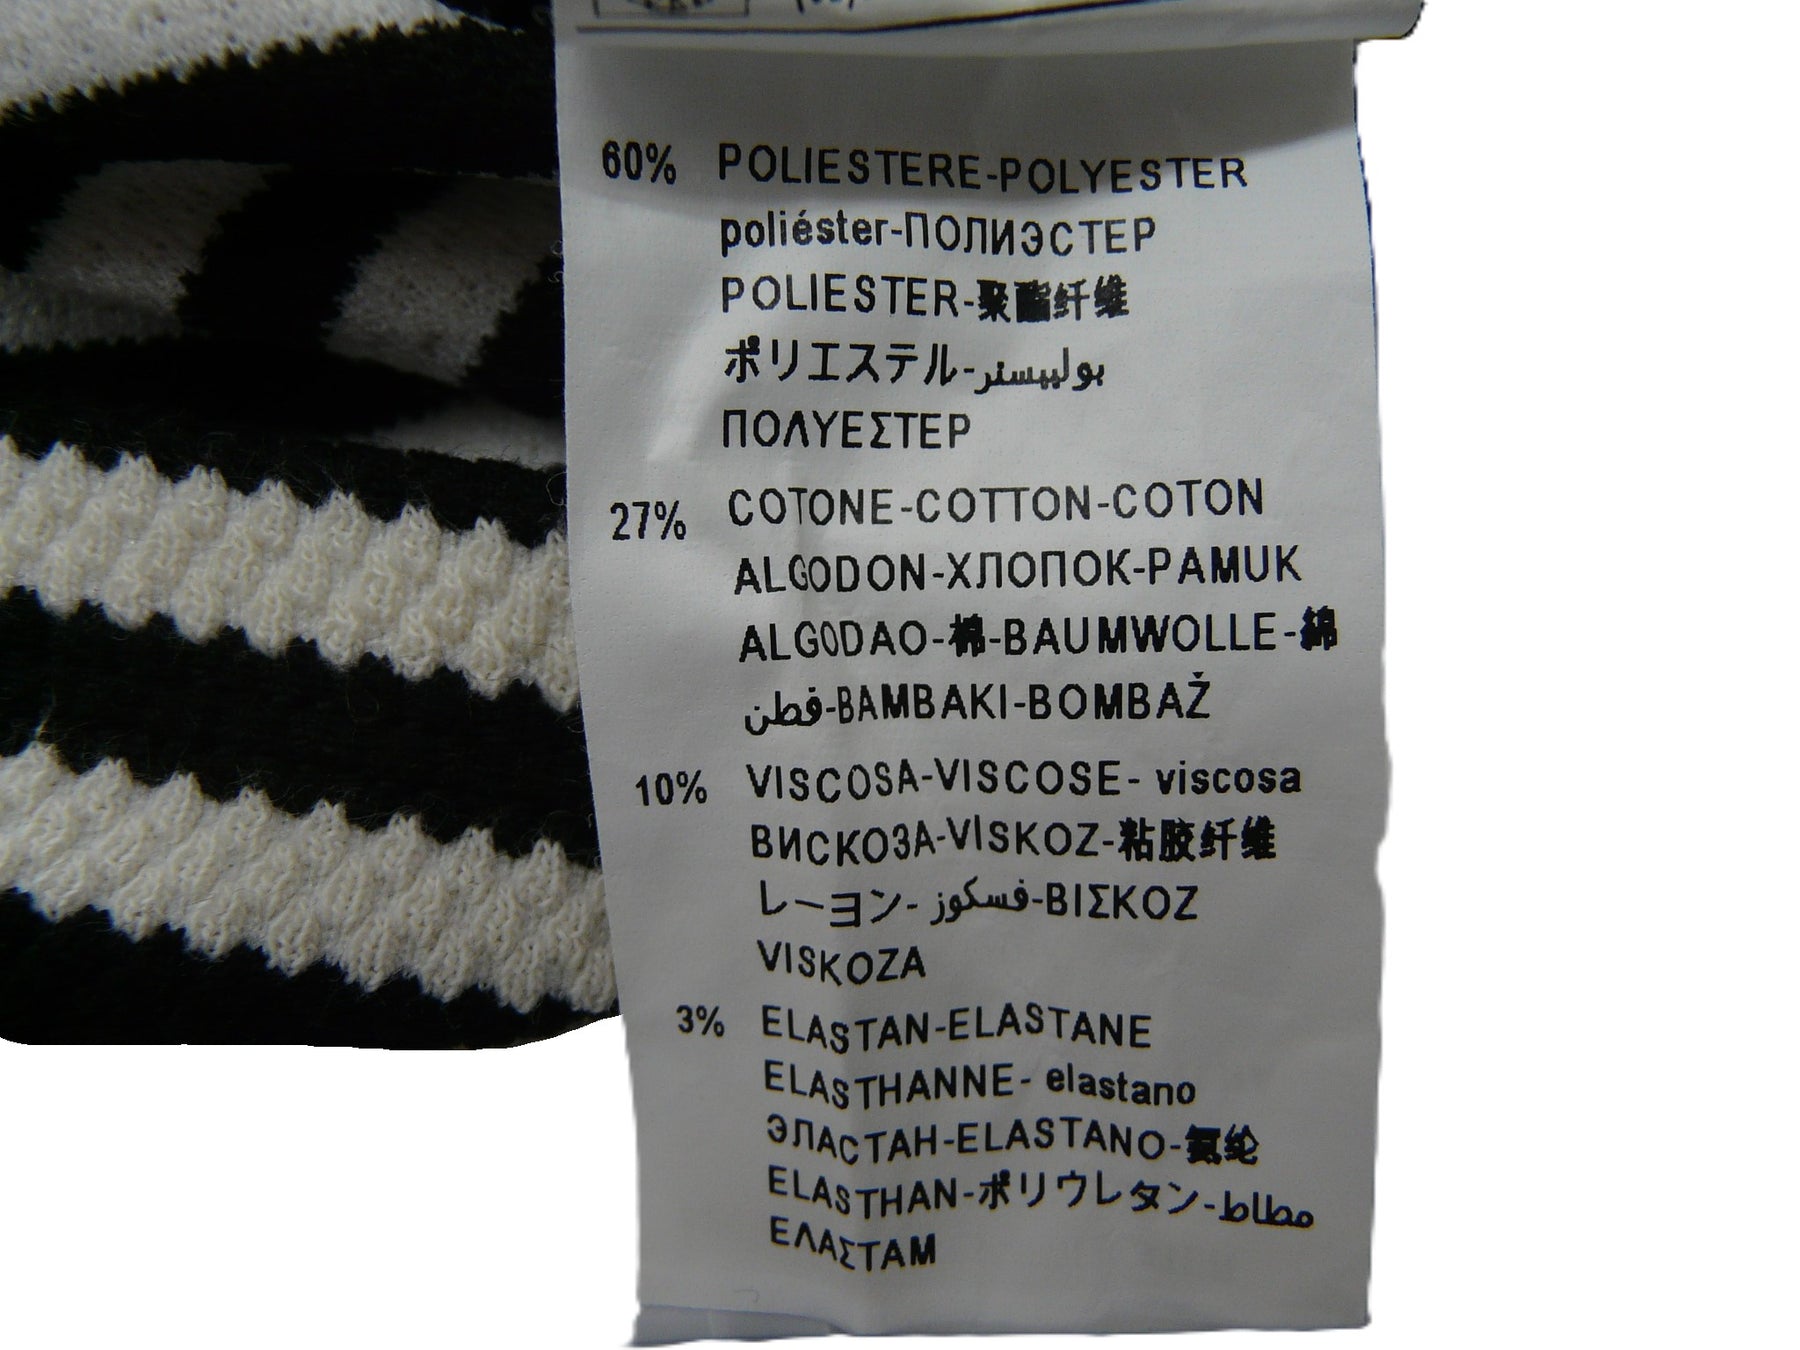 60% POLIESTERE-POLYESTER
poliéster-ПОЛИЭСТЕР
POLIESTER-聚酯纤维
ポリエステル-بوليستر
ΠΟΛΥΕΣΤΕΡ
27% COTONE-COTTON-COTON
ALGODON-ХЛОПОК-PAMUK
ALGODAO-棉-BAUMWOLLE-綿
قطن-BAMBAKI-BOMBAŽ
10% VISCOSA-VISCOSE- viscosa
ВИСКОЗА-VISKOZ-粘胶纤维
レーヨン- فسكوز-ΒΙΣΚΟZ
VISKOZA
3% ELASTAN-ELASTANE
ELASTHANNE- elastano
ЭЛАСТАН-ELASTANO-氨纶
ELASTHAN-ポリウレタン-مطاط
ΕΛΑΣΤΑΜ